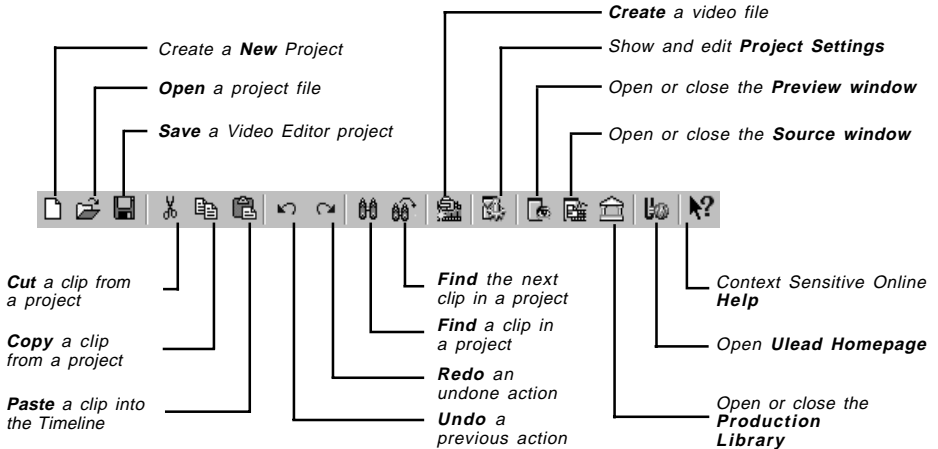 Create a New Project
Open a project file
Save a Video Editor project
Create a video file
Show and edit Project Settings
Open or close the Preview window
Open or close the Source window
Cut a clip from
a project
Copy a clip
from a project
Paste a clip into
the Timeline
Find the next
clip in a project
Find a clip in
a project
Redo an
undone action
Undo a
previous action
Context Sensitive Online
Help
Open Ulead Homepage
Open or close the
Production
Library